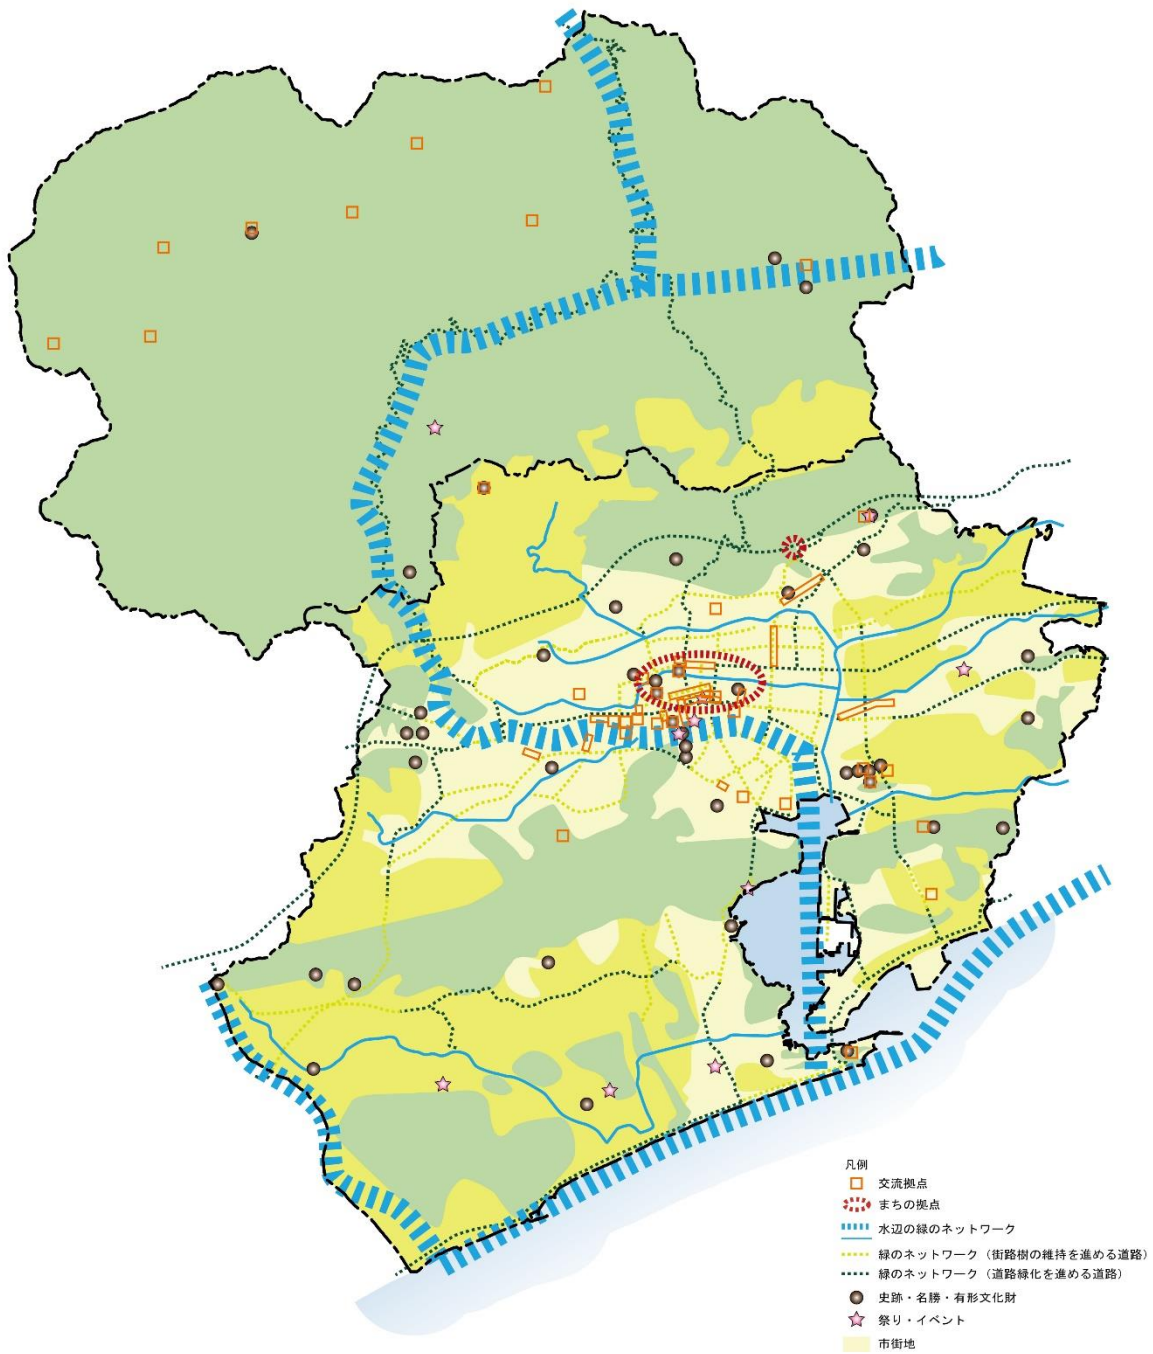 凡例
交流拠点
まちの拠点
水辺の緑のネットワーク
緑のネットワーク（街路樹の維持を進める道路）
緑のネットワーク（道路緑化を進める道路）
史跡・名勝・有形文化財
祭り・イベント
市街地